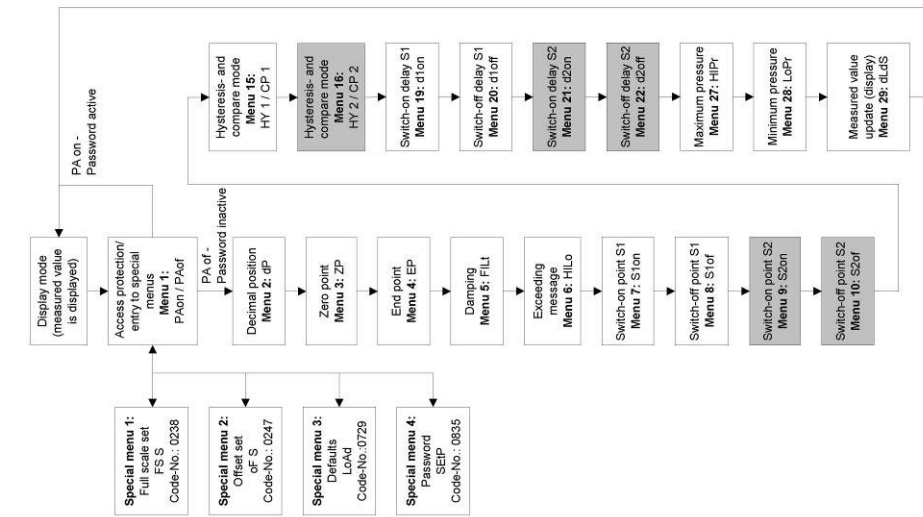 Display mode
(measured value
is displayed)
PA on -
Password active
Access protection/
entry to special
menus
Menu 1:
PAon / PAof
PA of -
Password inactive
Decimal position
Menu 2: dP
Zero point
Menu 3: ZP
End point
Menu 4: EP
Damping
Menu 5: FILt
Exceeding
message
Menu 6: HILo
Switch-on point S1
Menu 7: S1on
Switch-off point S1
Menu 8: S1of
Switch-on point S2
Menu 9: S2on
Switch-off point S2
Menu 10: S2of
Hysteresis- and
compare mode
Menu 15:
HY 1 / CP 1
Hysteresis- and
compare mode
Menu 16:
HY 2 / CP 2
Switch-on delay S1
Menu 19: d1on
Switch-off delay S1
Menu 20: d1off
Switch-on delay S2
Menu 21: d2on
Switch-off delay S2
Menu 22: d2off
Maximum pressure
Menu 27: HIPr
Minimum pressure
Menu 28: LoPr
Measured value
update (display)
Menu 29: dLdS
Special menu 1:
Full scale set
FS S
Code-No.: 0238
Special menu 2:
Offset set
oF S
Code-No.: 0247
Special menu 3:
Defaults
LoAd
Code-No.:0729
Special menu 4:
Password
SEtP
Code-No.: 0835